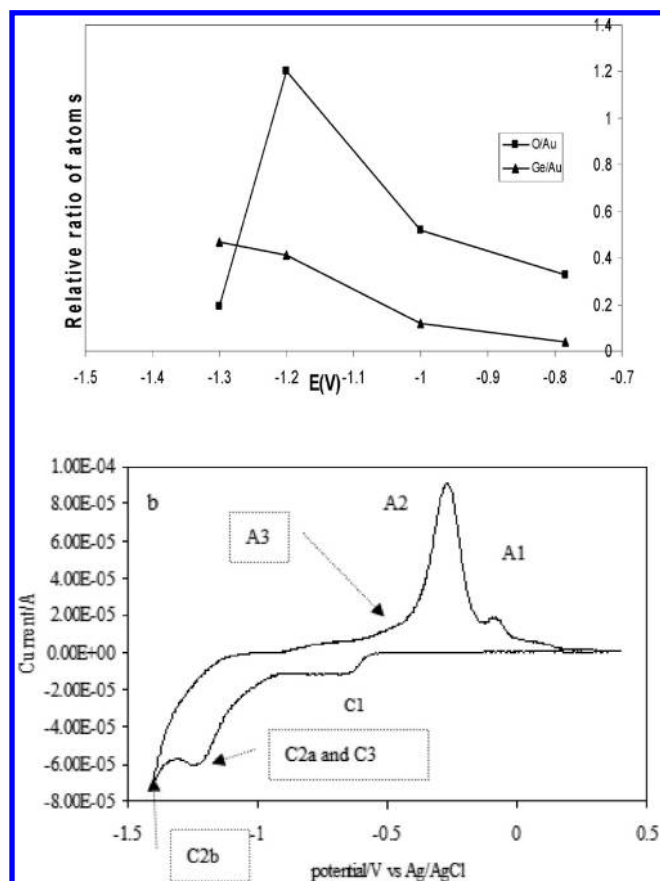 1.4
1.2
1
0.8
0.6
0.4
0.2
0
Relative ratio of atoms
O/Au
Ge/Au
-1.5 -1.4 -1.3 -1.2 -1.1 -1 -0.9 -0.8 -0.7
E(V)
b
1.00E-04
8.00E-05
6.00E-05
4.00E-05
2.00E-05
0.00E+00
-2.00E-05
-4.00E-05
-6.00E-05
-8.00E-05
Current/A
A2
A3
A1
C1
C2a and C3
-1.5 -1 -0.5 0 0.5
C2b
potential/V vs Ag/AgCl